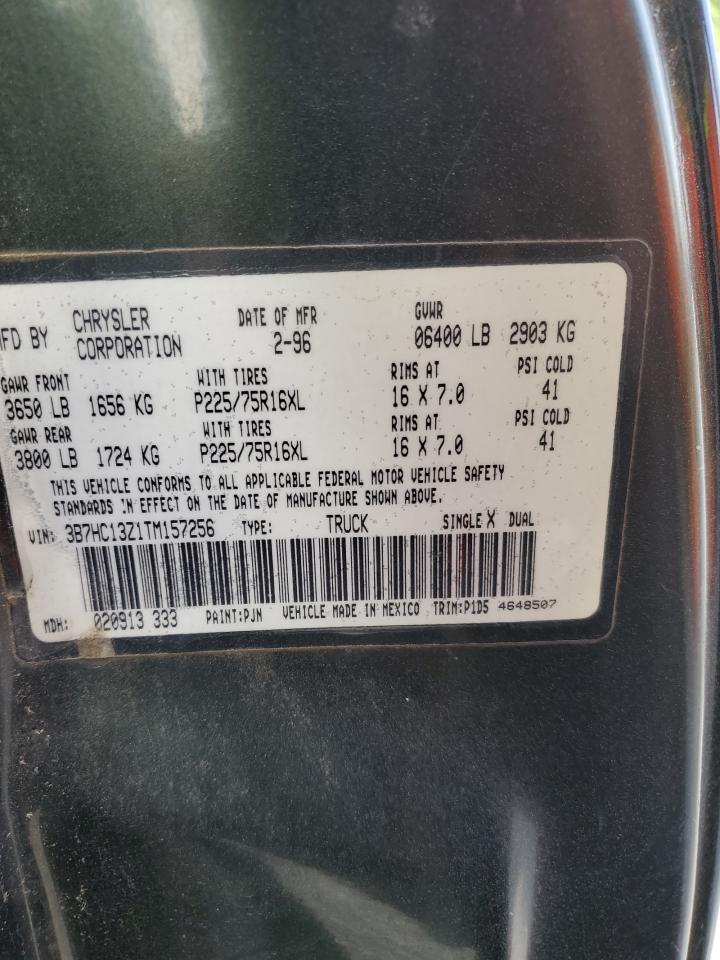 MFD BY CHRYSLER CORPORATION DATE OF MFR 2-96 GVWR 06400 LB 2903 KG
GAWR FRONT WITH TIRES RIMS AT PSI COLD
3650 LB 1656 KG P225/75R16XL 16 X 7.0 41
GAWR REAR WITH TIRES RIMS AT PSI COLD
3800 LB 1724 KG P225/75R16XL 16 X 7.0 41
THIS VEHICLE CONFORMS TO ALL APPLICABLE FEDERAL MOTOR VEHICLE SAFETY
STANDARDS IN EFFECT ON THE DATE OF MANUFACTURE SHOWN ABOVE.
VIN: 3B7HC13Z1TM157256 TYPE: TRUCK SINGLE X DUAL
MDH: 020913 333 PAINT:PJN VEHICLE MADE IN MEXICO TRIM:P1D5 4648507